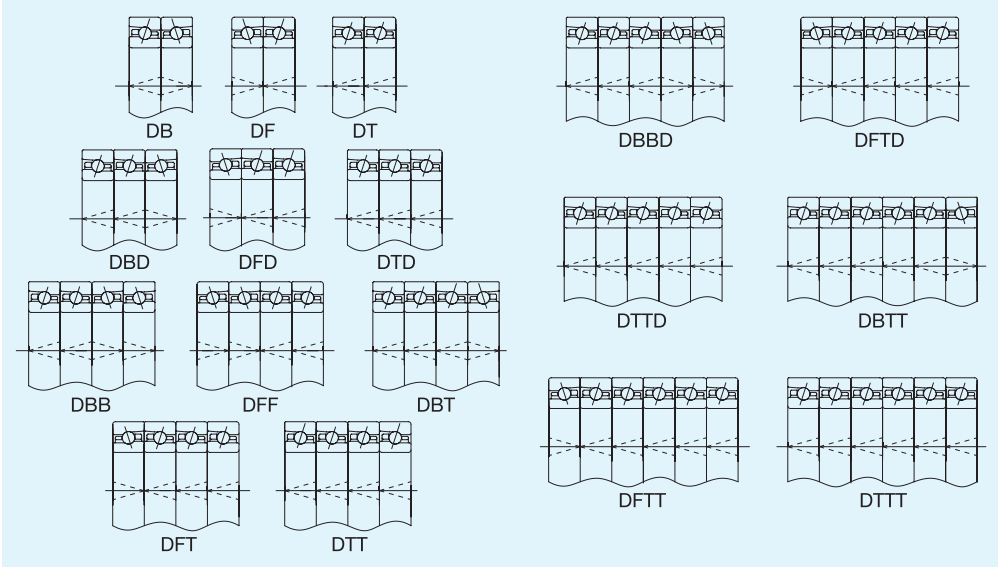 DB DF DT
DBD DFD DTD
DBB DFF DBT
DFT DTT
DBBD DFTD
DTTD DBTT
DFTT DTTT